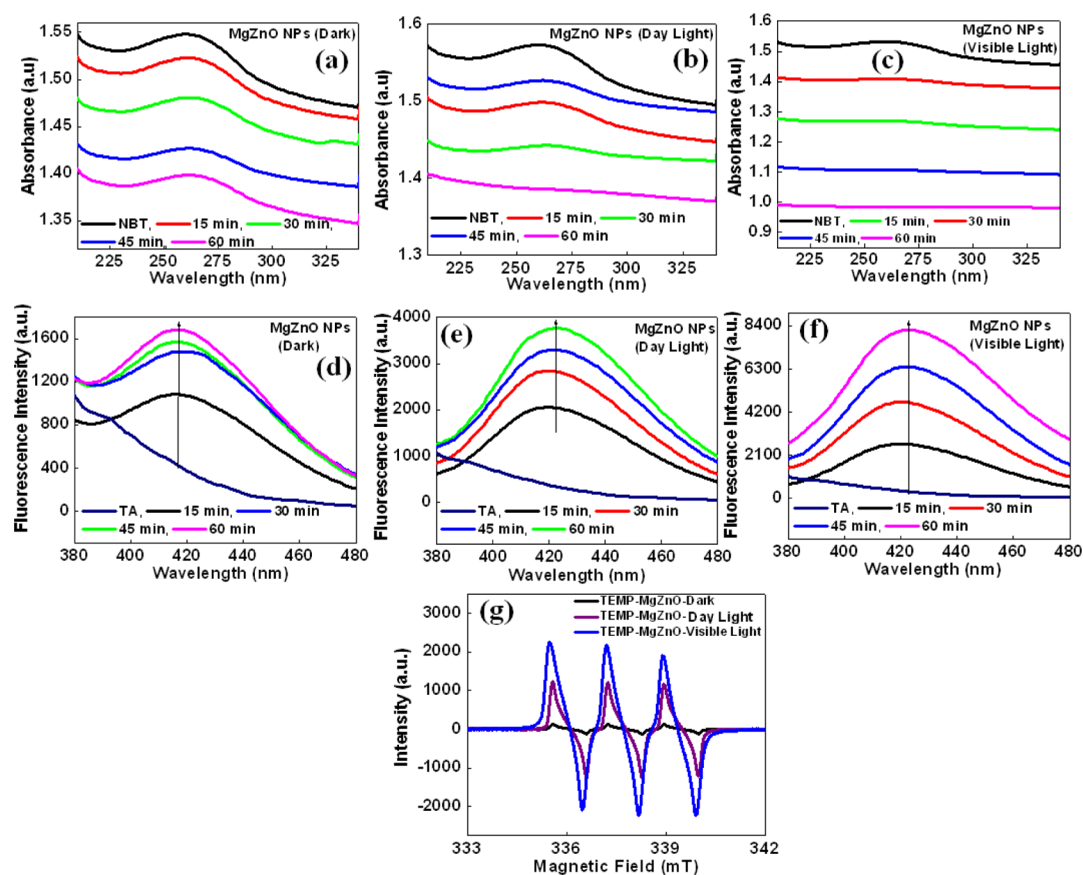 MgZnO NPs (Dark)
(a)
Absorbance (a.u)
1.55
1.50
1.45
1.40
1.35
NBT, 15 min, 30 min,
45 min, 60 min
225 250 275 300 325
Wavelength (nm)
MgZnO NPs (Day Light)
(b)
Absorbance (a.u)
1.6
1.5
1.4
1.3
NBT, 15 min, 30 min
45 min, 60 min
225 250 275 300 325
Wavelength (nm)
MgZnO NPs
(Visible Light)
(c)
Absorbance (a.u)
1.6
1.5
1.4
1.3
1.2
1.1
1.0
0.9
NBT, 15 min, 30 min
45 min, 60 min
225 250 275 300 325
Wavelength (nm)
MgZnO NPs
(Dark)
(d)
Fluorescence Intensity (a.u.)
1600
1200
800
400
0
TA, 15 min, 30 min
45 min, 60 min
380 400 420 440 460 480
Wavelength (nm)
MgZnO NPs
(Day Light)
(e)
Fluorescence Intensity (a.u.)
4000
3000
2000
1000
0
TA, 15 min, 30 min
45 min, 60 min
380 400 420 440 460 480
Wavelength (nm)
MgZnO NPs
(Visible Light)
(f)
Fluorescence Intensity (a.u.)
8400
6300
4200
2100
0
TA, 15 min, 30 min
45 min, 60 min
380 400 420 440 460 480
Wavelength (nm)
(g)
TEMP-MgZnO-Dark
TEMP-MgZnO-Day Light
TEMP-MgZnO-Visible Light
Intensity (a.u.)
3000
2000
1000
0
-1000
-2000
333 336 339 342
Magnetic Field (mT)